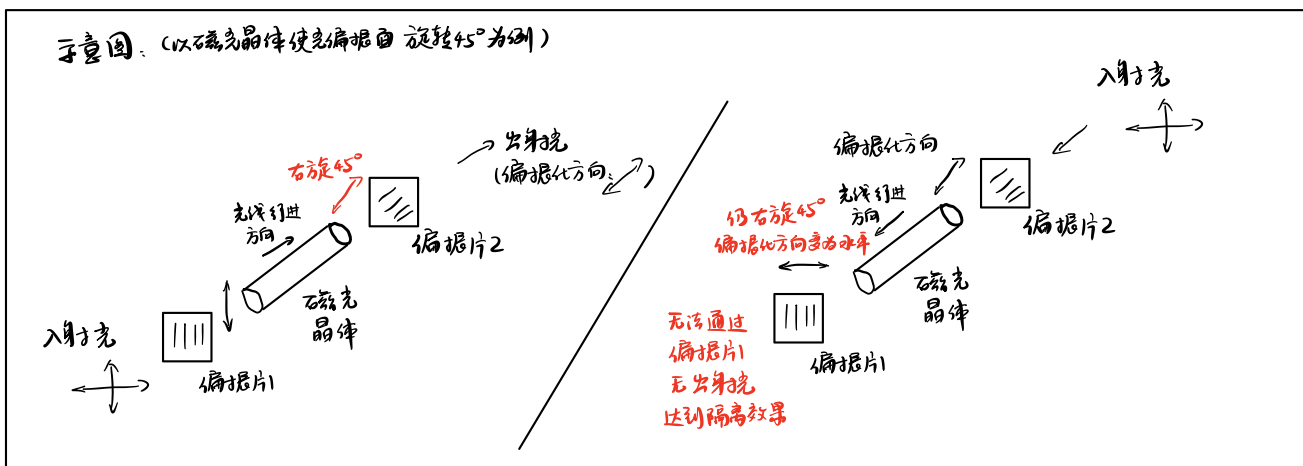 示意图：(以磁光晶体使光偏振面旋转45°为例)
右旋45°
出射光
(偏振化方向: )
光线行进
方向
偏振片2
磁光
晶体
入射光
偏振片1
入射光
偏振化方向
光线行进
方向
偏振片2
仍右旋45°
偏振化方向变为水平
磁光
晶体
无法通过
偏振片1
无出射光
达到隔离效果
偏振片1